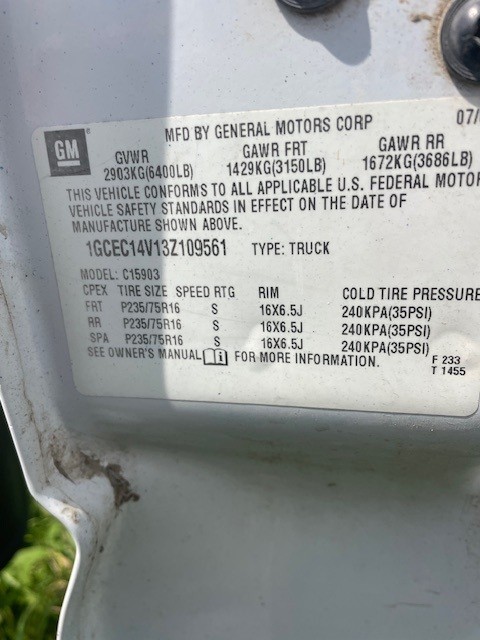 MFD BY GENERAL MOTORS CORP 07/
GM GVWR GAWR FRT GAWR RR
2903KG(6400LB) 1429KG(3150LB) 1672KG(3686LB)
THIS VEHICLE CONFORMS TO ALL APPLICABLE U.S. FEDERAL MOTOR
VEHICLE SAFETY STANDARDS IN EFFECT ON THE DATE OF
MANUFACTURE SHOWN ABOVE.
1GCEC14V13Z109561 TYPE: TRUCK
MODEL: C15903
CPEX TIRE SIZE SPEED RTG RIM COLD TIRE PRESSURE
FRT P235/75R16 S 16X6.5J 240KPA(35PSI)
RR P235/75R16 S 16X6.5J 240KPA(35PSI)
SPA P235/75R16 S 16X6.5J 240KPA(35PSI)
SEE OWNER'S MANUAL FOR MORE INFORMATION.
F 233
T 1455